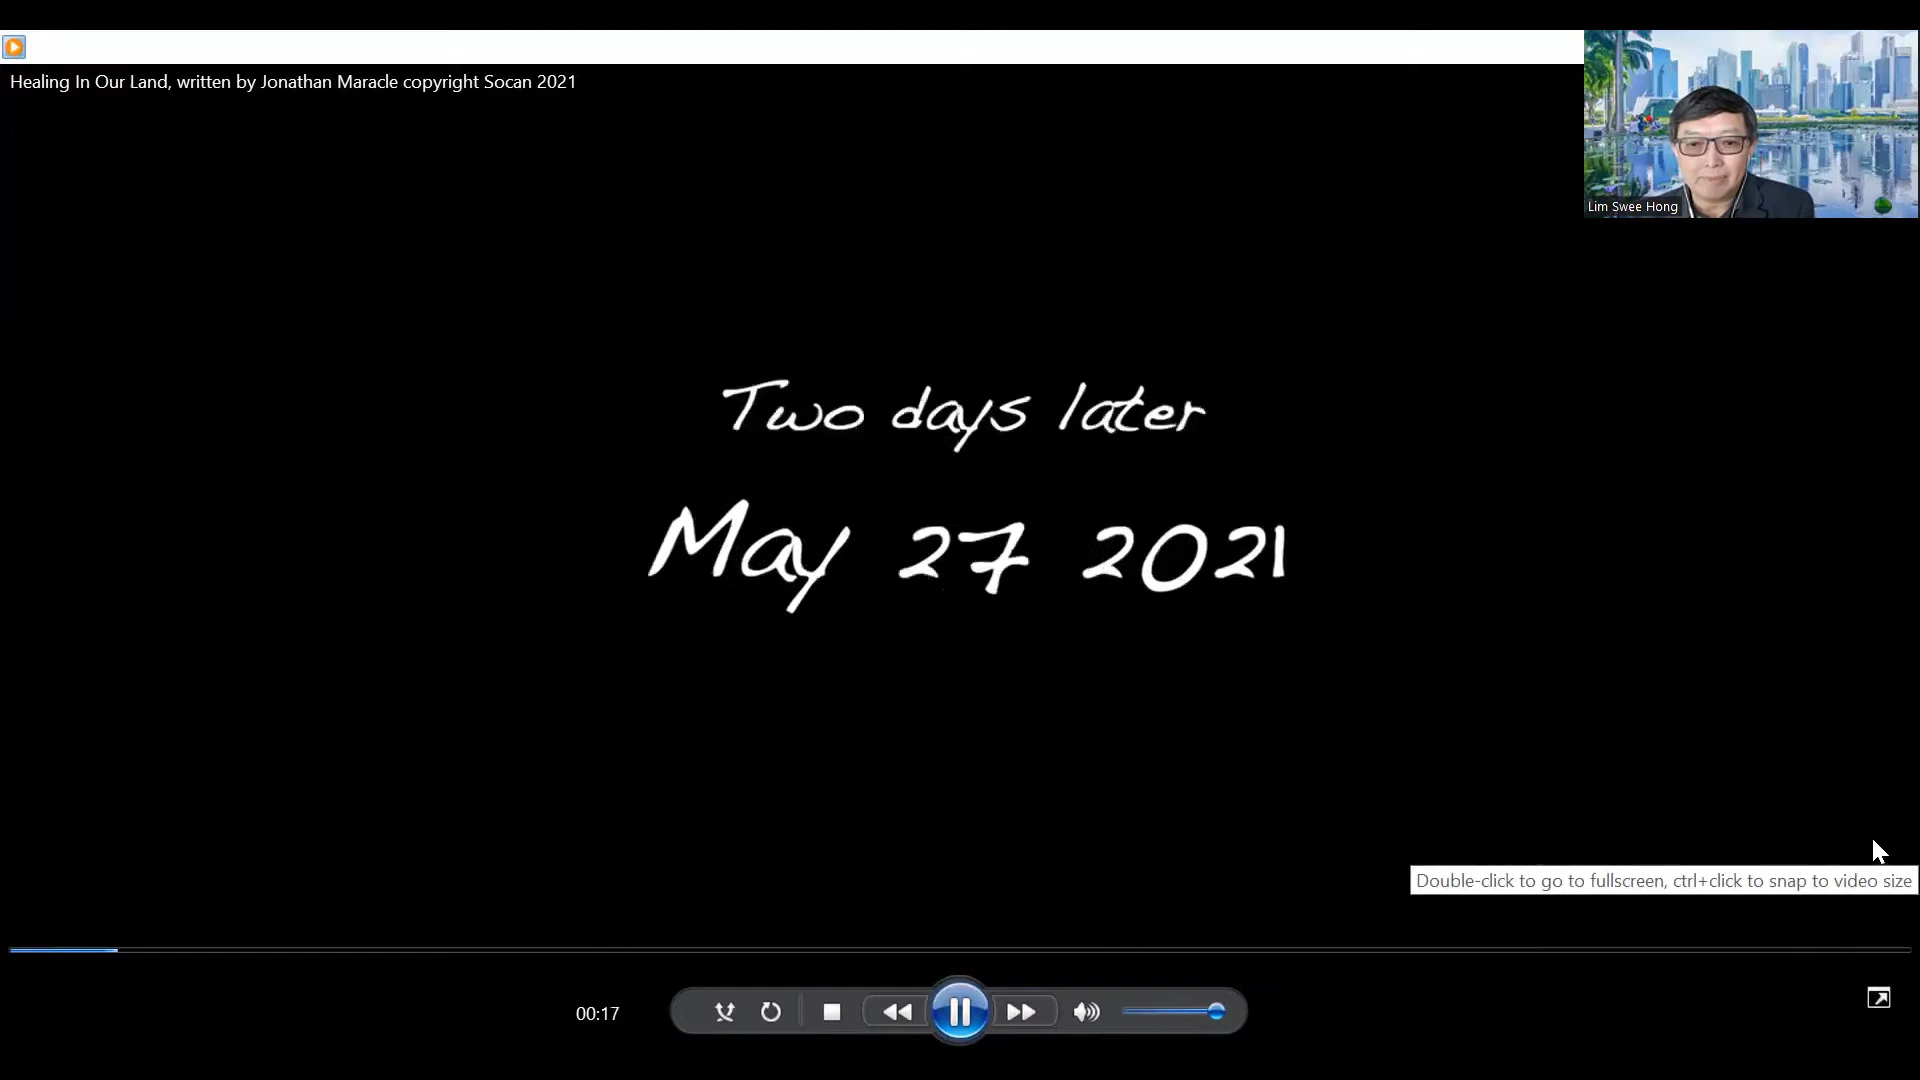 Healing In Our Land, written by Jonathan Maracle copyright Socan 2021
Lim Swee Hong
Two days later
May 27 2021
Double-click to go to fullscreen, ctrl+click to snap to video size
00:17